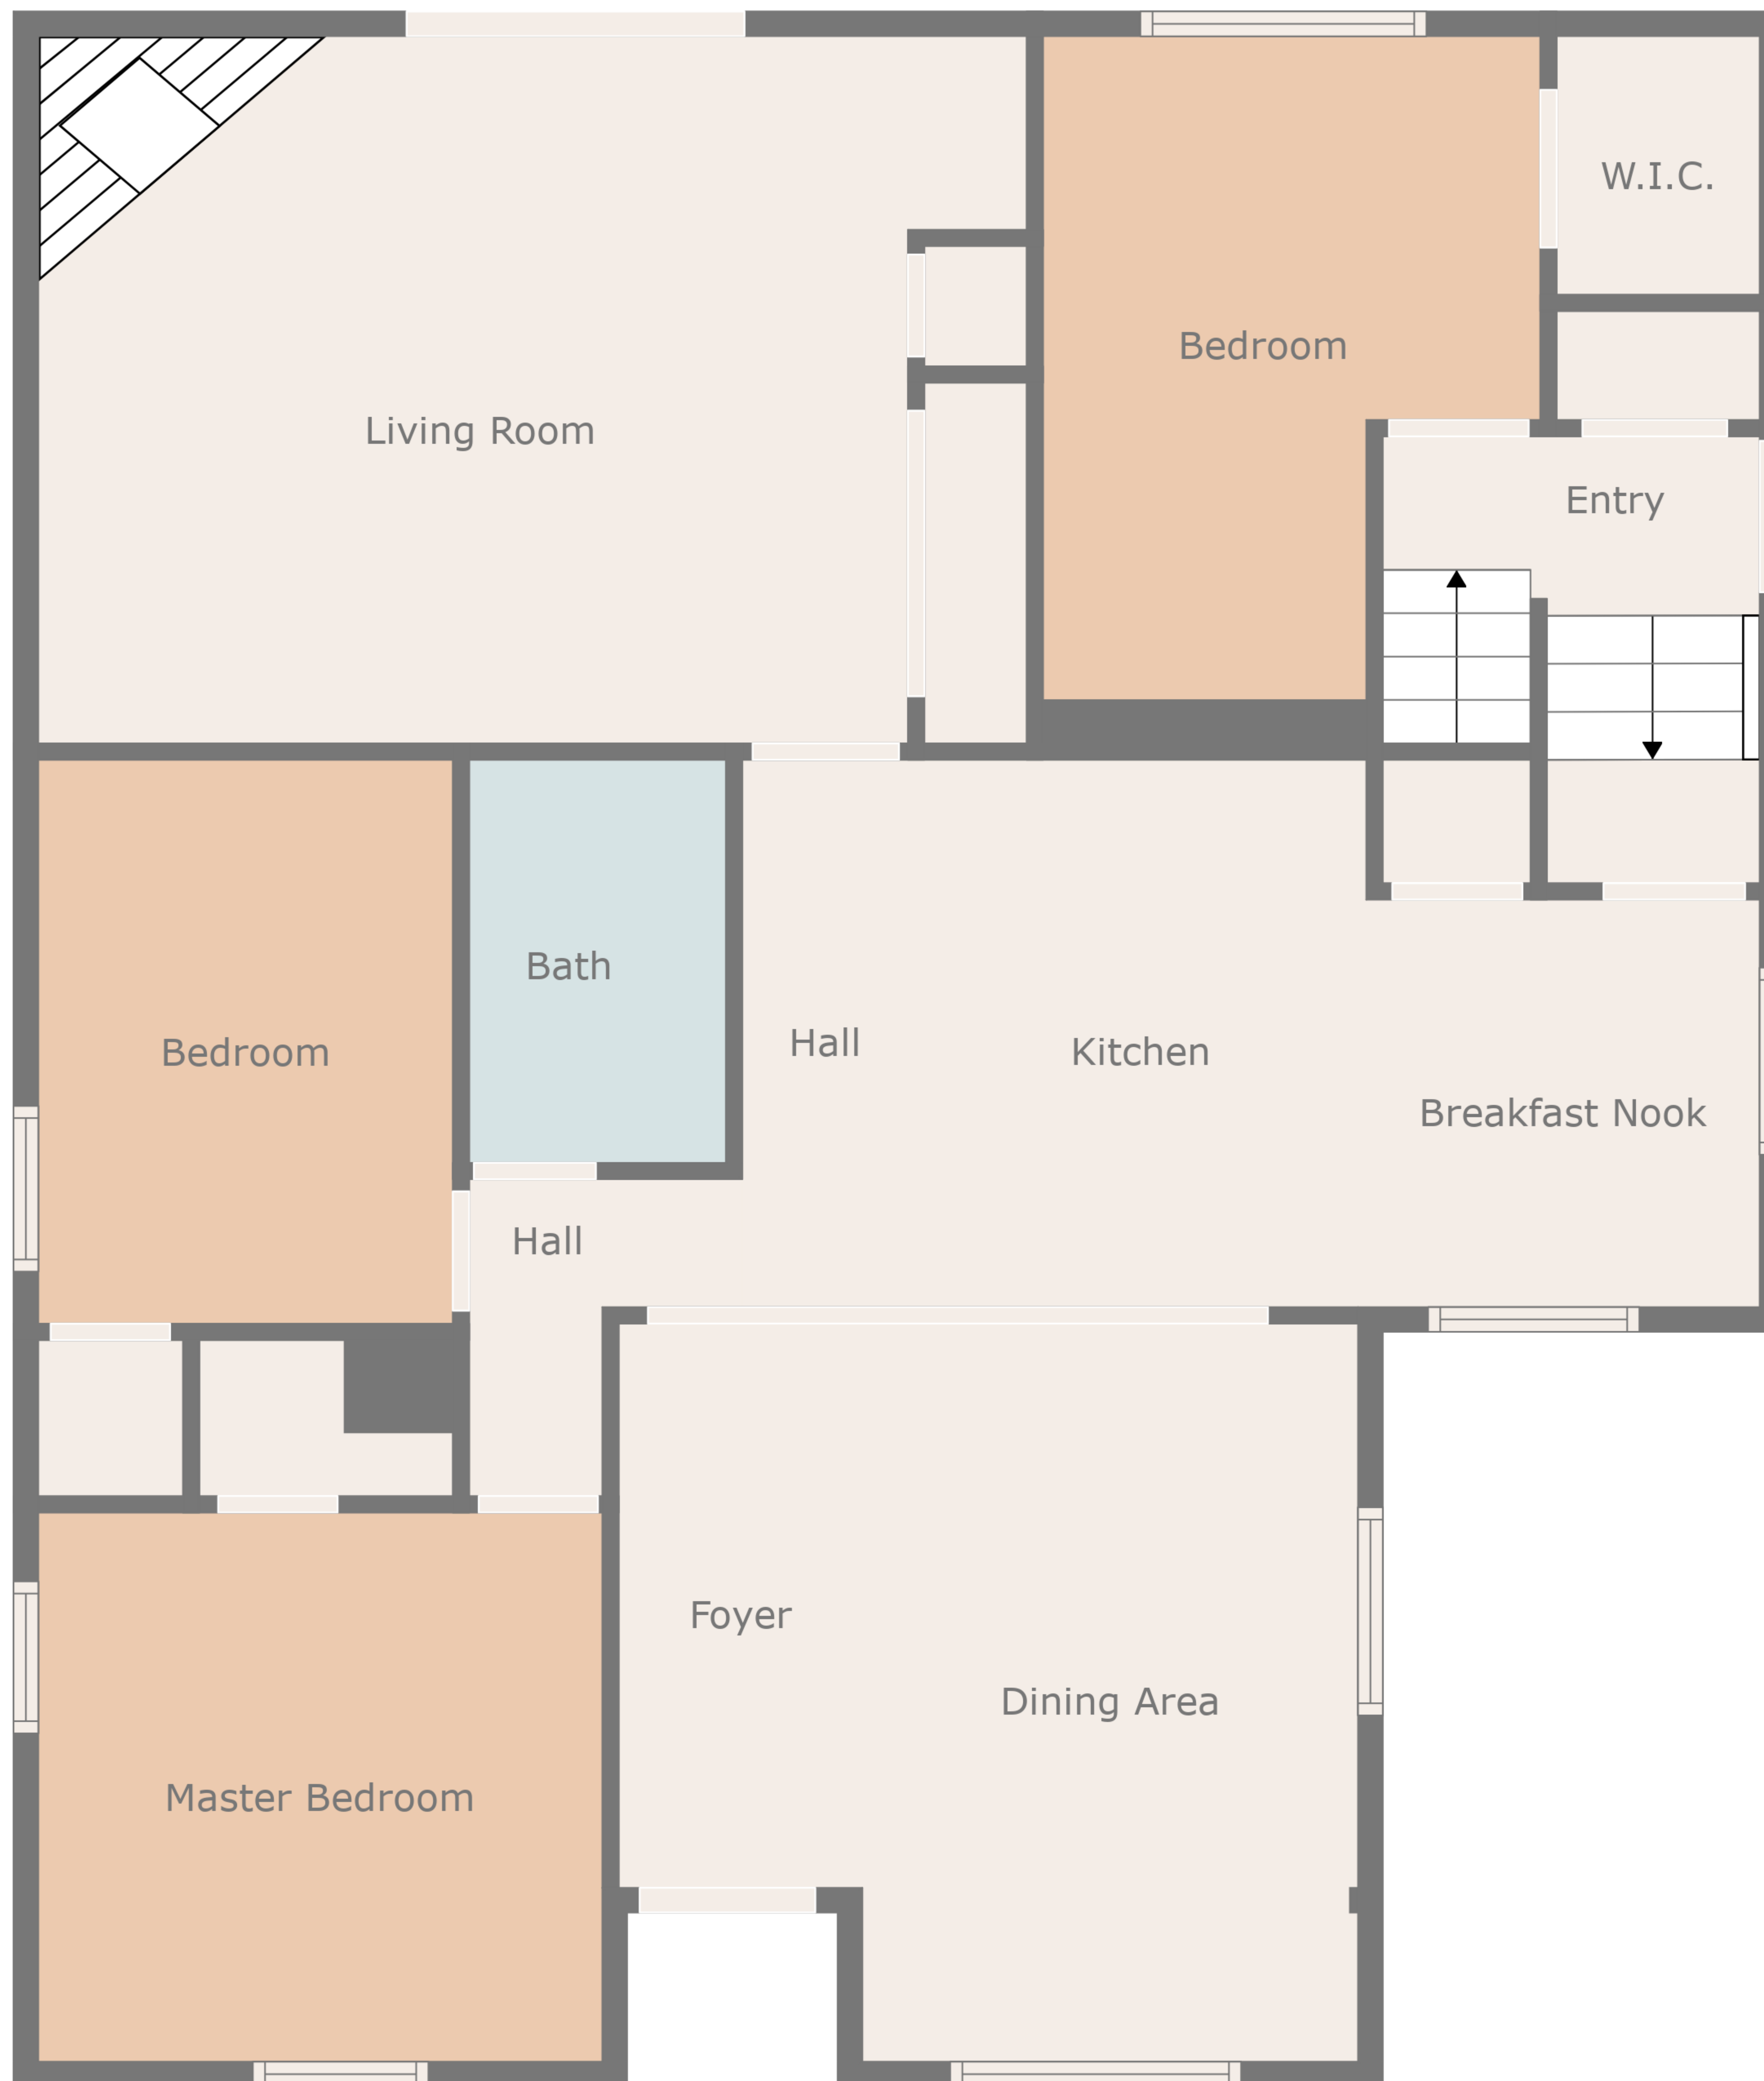 W.I.C.
Bedroom
Living Room
Entry
Bath
Hall
Kitchen
Bedroom
Breakfast Nook
Hall
Foyer
Dining Area
Master Bedroom